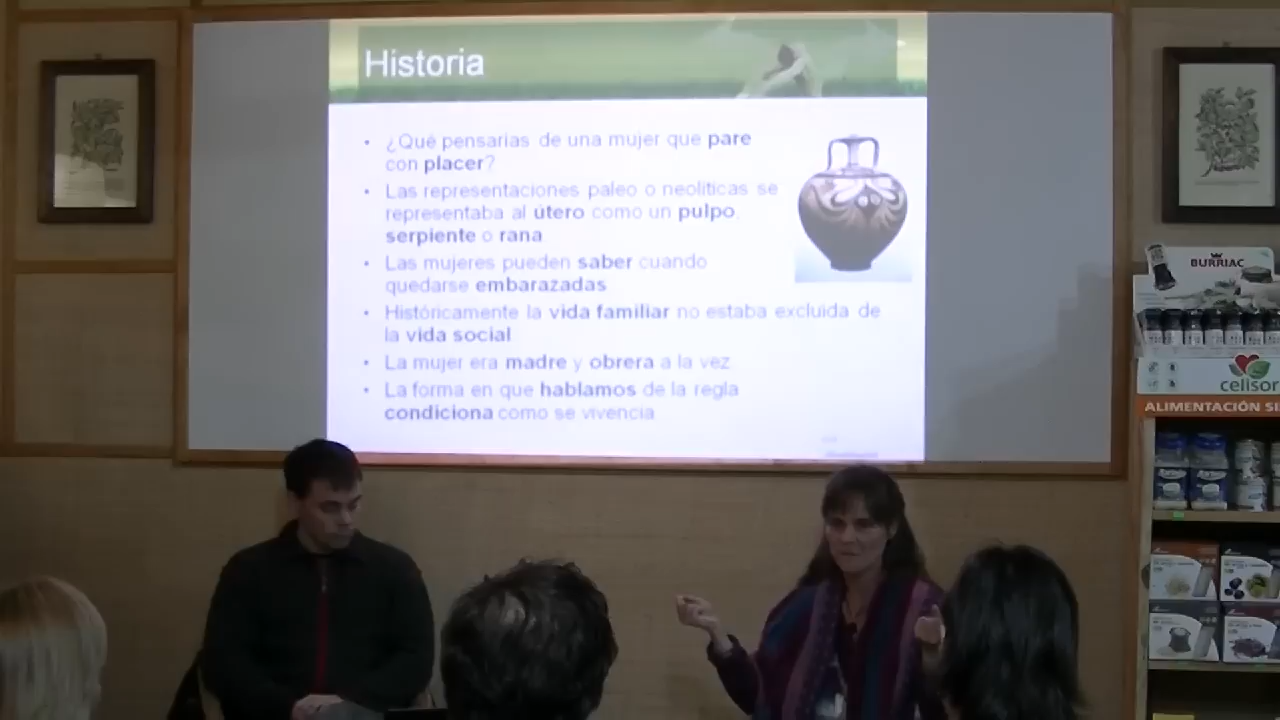 Historia
• ¿Qué pensarías de una mujer que pare
con placer?
• Las representaciones paleo o neolíticas se
representaba al útero como un pulpo,
serpiente o rana
• Las mujeres pueden saber cuando
quedarse embarazadas
• Históricamente la vida familiar no estaba excluida de
la vida social
• La mujer era madre y obrera a la vez
• La forma en que hablamos de la regla
condiciona como se vivencia
BURRIAC
celisor
ALIMENTACIÓN SI